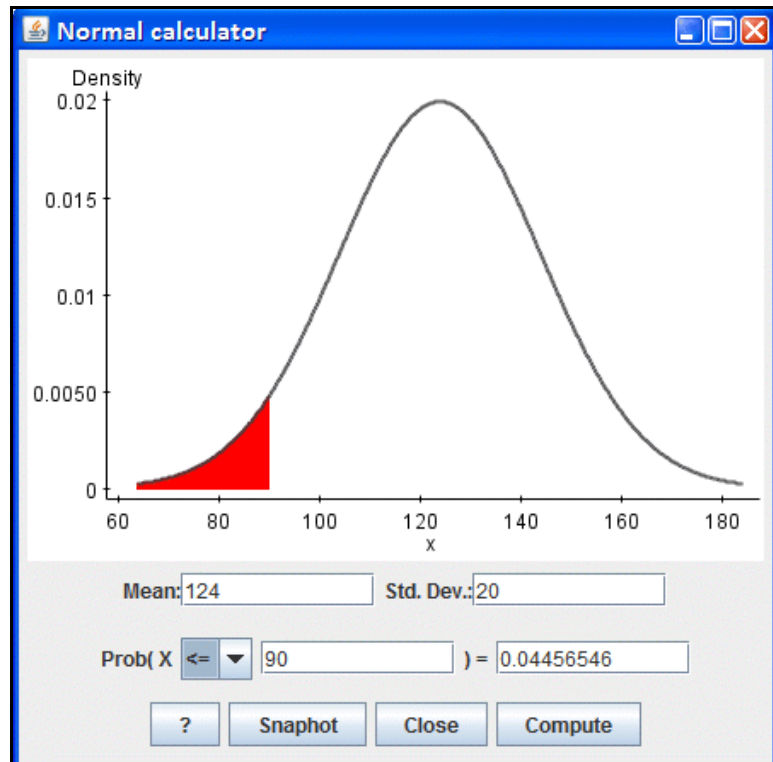 Normal calculator
Density
0.02
0.015
0.01
0.0050
0
60 80 100 120 140 160 180
x
Mean: 124 Std. Dev.: 20
Prob( X <= 90 ) = 0.04456546
? Snaphot Close Compute